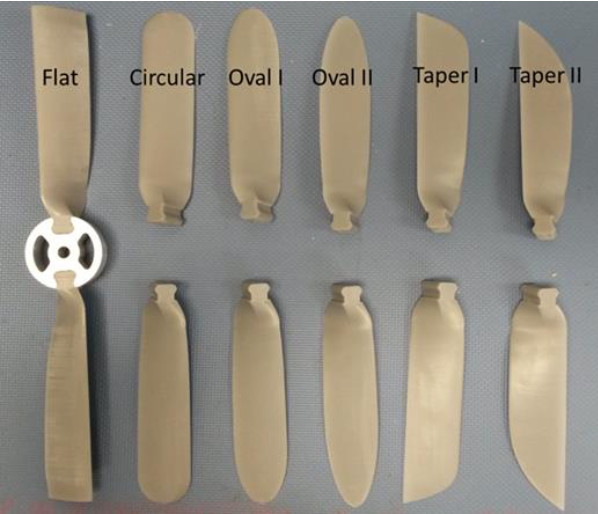 Flat
Circular
Oval I
Oval II
Taper I
Taper II